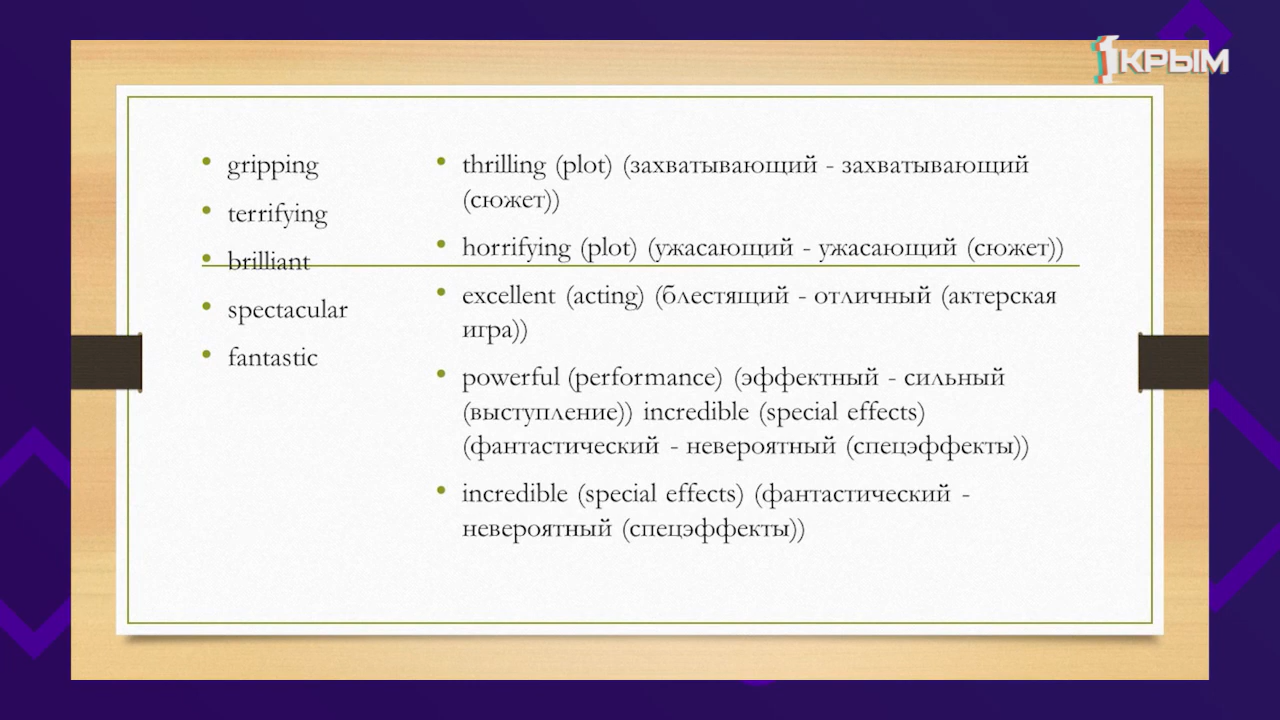 1КРЫМ
gripping
terrifying
brilliant
spectacular
fantastic
thrilling (plot) (захватывающий - захватывающий
(сюжет))
horrifying (plot) (ужасающий - ужасающий (сюжет))
excellent (acting) (блестящий - отличный (актерская
игра))
powerful (performance) (эффектный - сильный
(выступление)) incredible (special effects)
(фантастический - невероятный (спецэффекты))
incredible (special effects) (фантастический -
невероятный (спецэффекты))